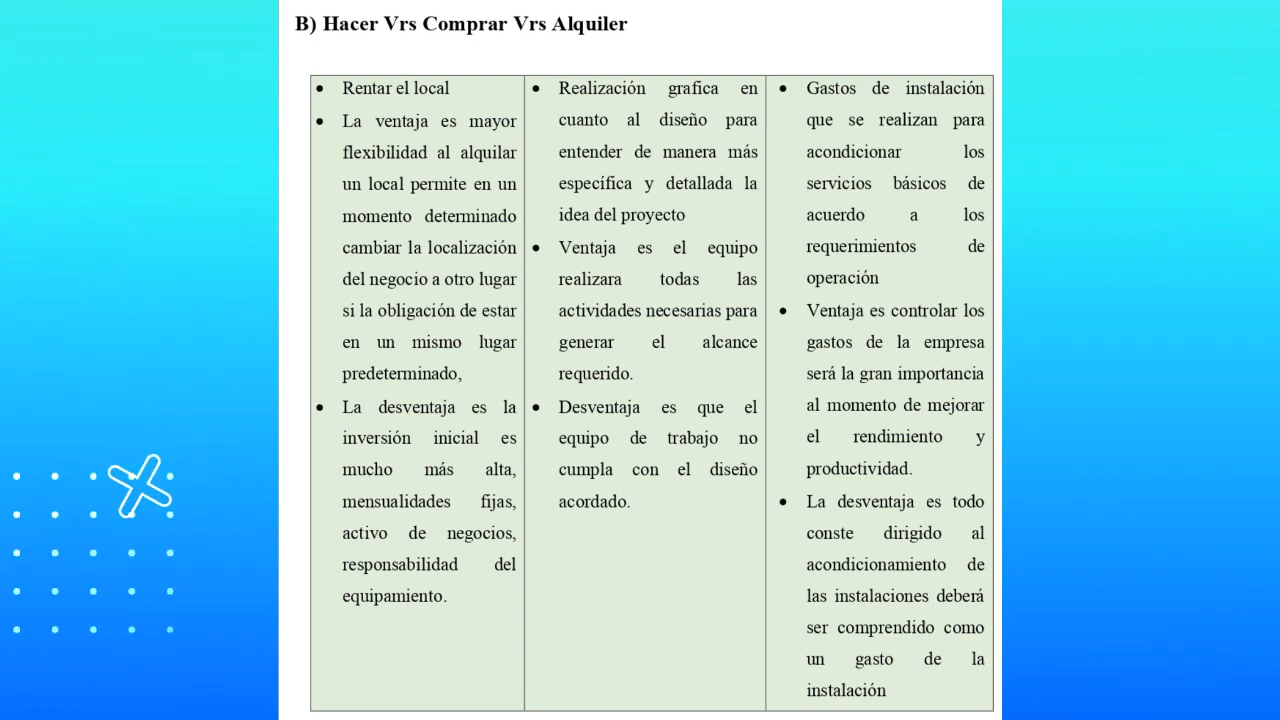 B) Hacer Vrs Comprar Vrs Alquiler
• Rentar el local
• La ventaja es mayor
flexibilidad al alquilar
un local permite en un
momento determinado
cambiar la localización
del negocio a otro lugar
si la obligación de estar
en un mismo lugar
predeterminado,
• La desventaja es la
inversión inicial es
mucho más alta,
mensualidades fijas,
activo de negocios,
responsabilidad del
equipamiento.
• Realización grafica en
cuanto al diseño para
entender de manera más
específica y detallada la
idea del proyecto
• Ventaja es el equipo
realizara todas las
actividades necesarias para
generar el alcance
requerido.
• Desventaja es que el
equipo de trabajo no
cumpla con el diseño
acordado.
• Gastos de instalación
que se realizan para
acondicionar los
servicios básicos de
acuerdo a los
requerimientos de
operación
• Ventaja es controlar los
gastos de la empresa
será la gran importancia
al momento de mejorar
el rendimiento y
productividad.
• La desventaja es todo
conste dirigido al
acondicionamiento de
las instalaciones deberá
ser comprendido como
un gasto de la
instalación